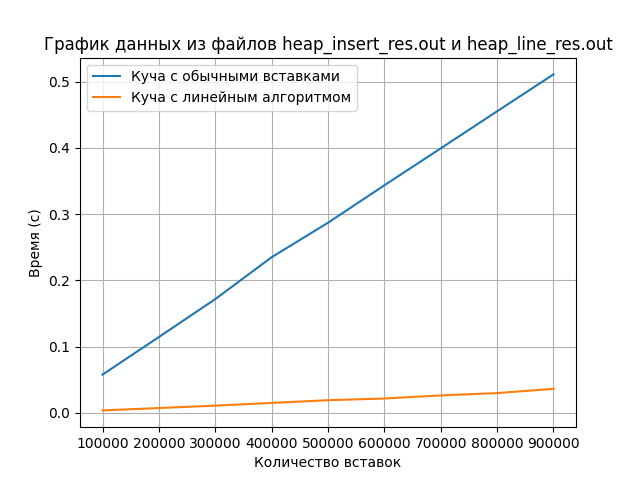 График данных из файлов heap_insert_res.out и heap_line_res.out
Куча с обычными вставками
Куча с линейным алгоритмом
0.5
0.4
0.3
0.2
0.1
0.0
Время (с)
100000 200000 300000 400000 500000 600000 700000 800000 900000
Количество вставок